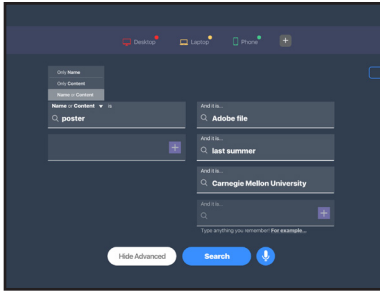 Desktop
Laptop
Phone
+
Only Name
Only Content
Name or Content
Name or Content ▼ is
poster
+
And it is...
Adobe file
And it is...
last summer
And it is...
Carnegie Mellon University
And it is...
+
Type anything you remember! For example...
Hide Advanced
Search